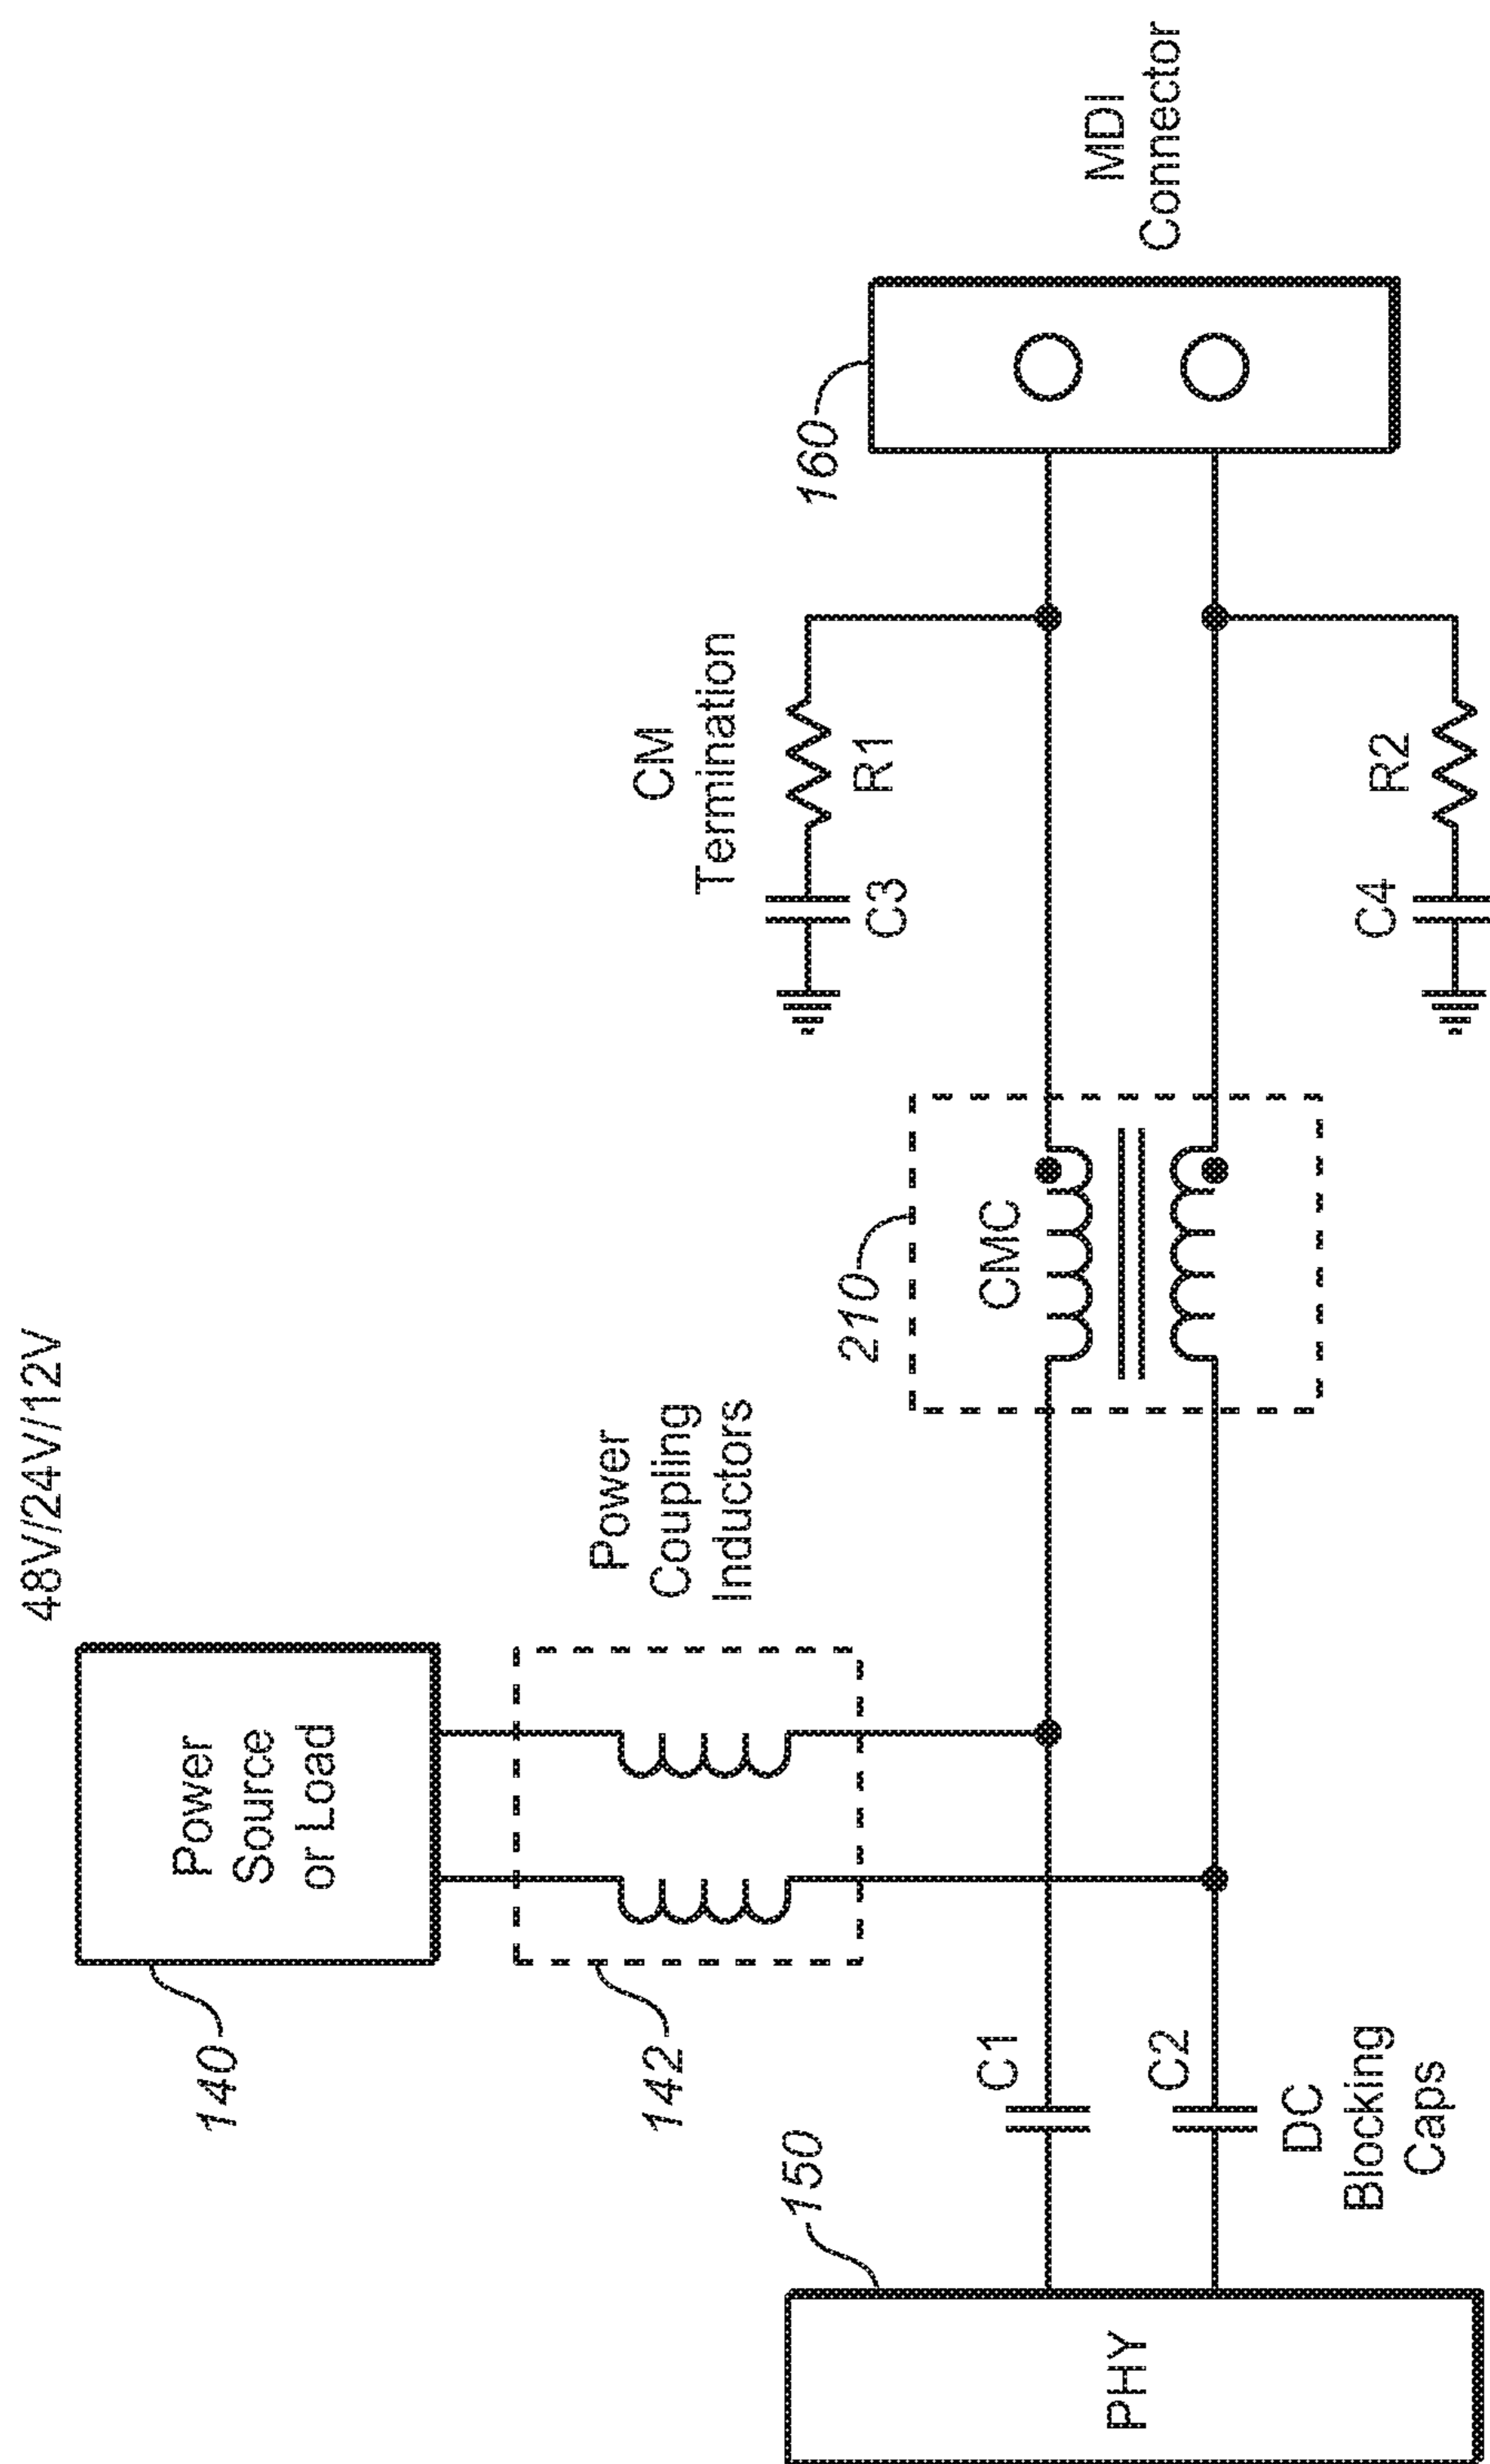 48V/24V/12V
Power
Source
or Load
140
Power
Coupling
Inductors
142
CM
Termination
C3
R1
160
MDI
Connector
210
CMC
150
C1
C2
DC
Blocking
Caps
PHY
C4
R2